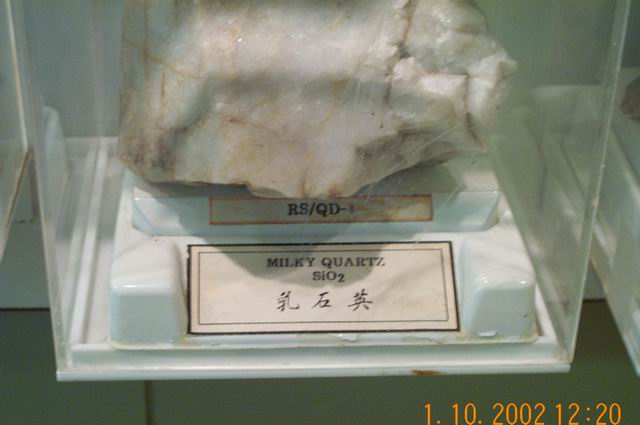 RS/QD-1
MILKY QUARTZ
SiO2
乳石英
1.10.2002 12:20